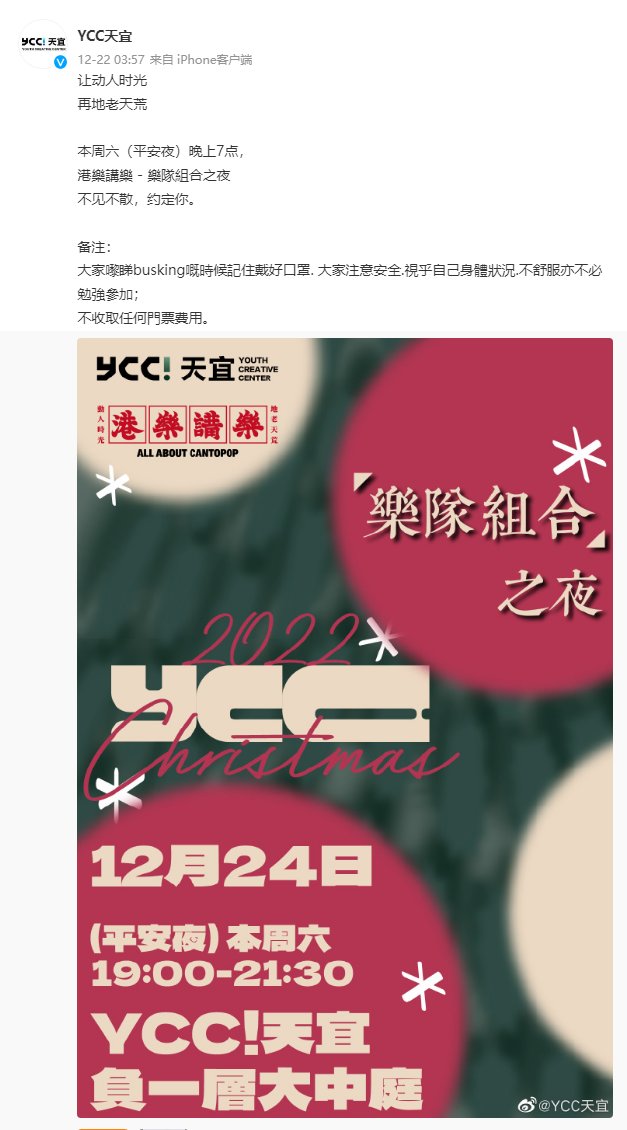 YCC! 天宜
YOUTH CREATIVE CENTER
YCC天宜
12-22 03:57 来自 iPhone客户端
让动人时光
再地老天荒
本周六（平安夜）晚上7点，
港樂講樂 - 樂隊組合之夜
不见不散，约定你。
备注：
大家嚟睇busking嘅時候記住戴好口罩. 大家注意安全.視乎自己身體狀況.不舒服亦不必
勉強參加；
不收取任何門票費用。
YCC! 天宜 YOUTH
CREATIVE
CENTER
動人時光 港樂講樂 地老天荒
ALL ABOUT CANTOPOP
「樂隊組合」
之夜
2022
YCC!
Christmas
12月24日
(平安夜) 本周六
19:00-21:30
YCC!天宜
負一層大中庭
@YCC天宜